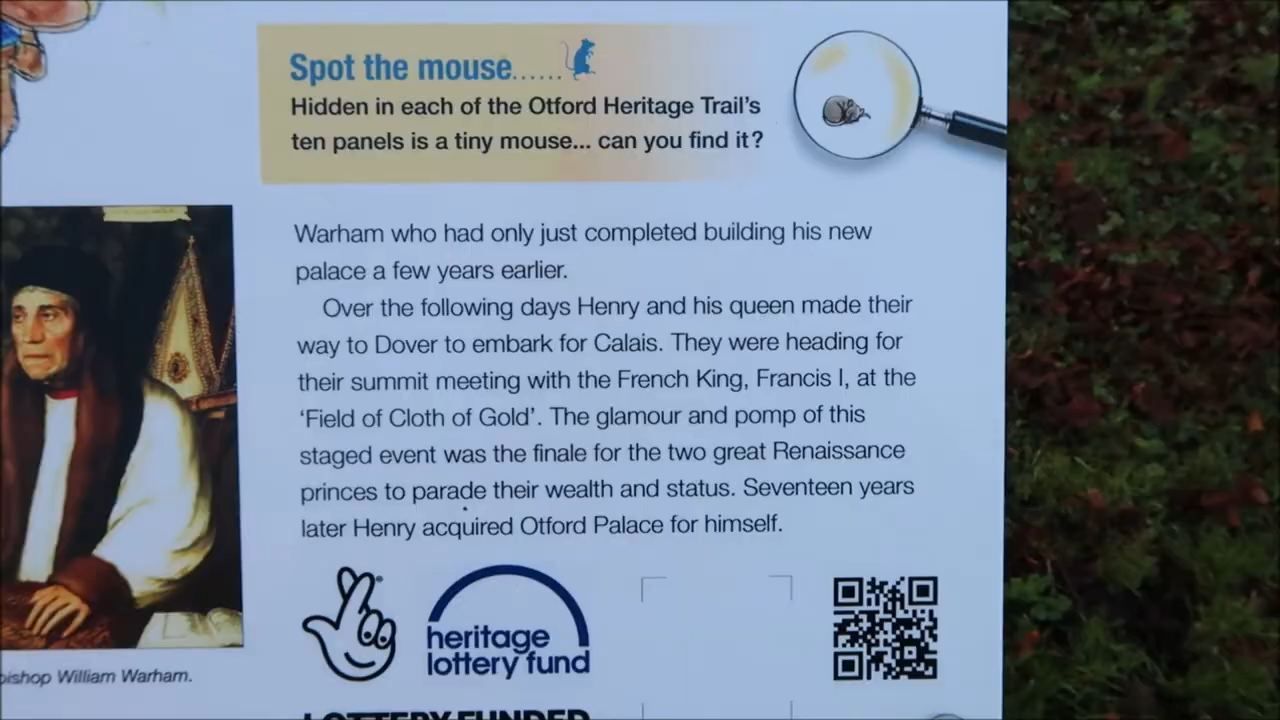 Spot the mouse......
Hidden in each of the Otford Heritage Trail's
ten panels is a tiny mouse... can you find it?
Warham who had only just completed building his new
palace a few years earlier.
Over the following days Henry and his queen made their
way to Dover to embark for Calais. They were heading for
their summit meeting with the French King, Francis I, at the
'Field of Cloth of Gold'. The glamour and pomp of this
staged event was the finale for the two great Renaissance
princes to parade their wealth and status. Seventeen years
later Henry acquired Otford Palace for himself.
bishop William Warham.
heritage
lottery fund
LOTTERY FUNDED